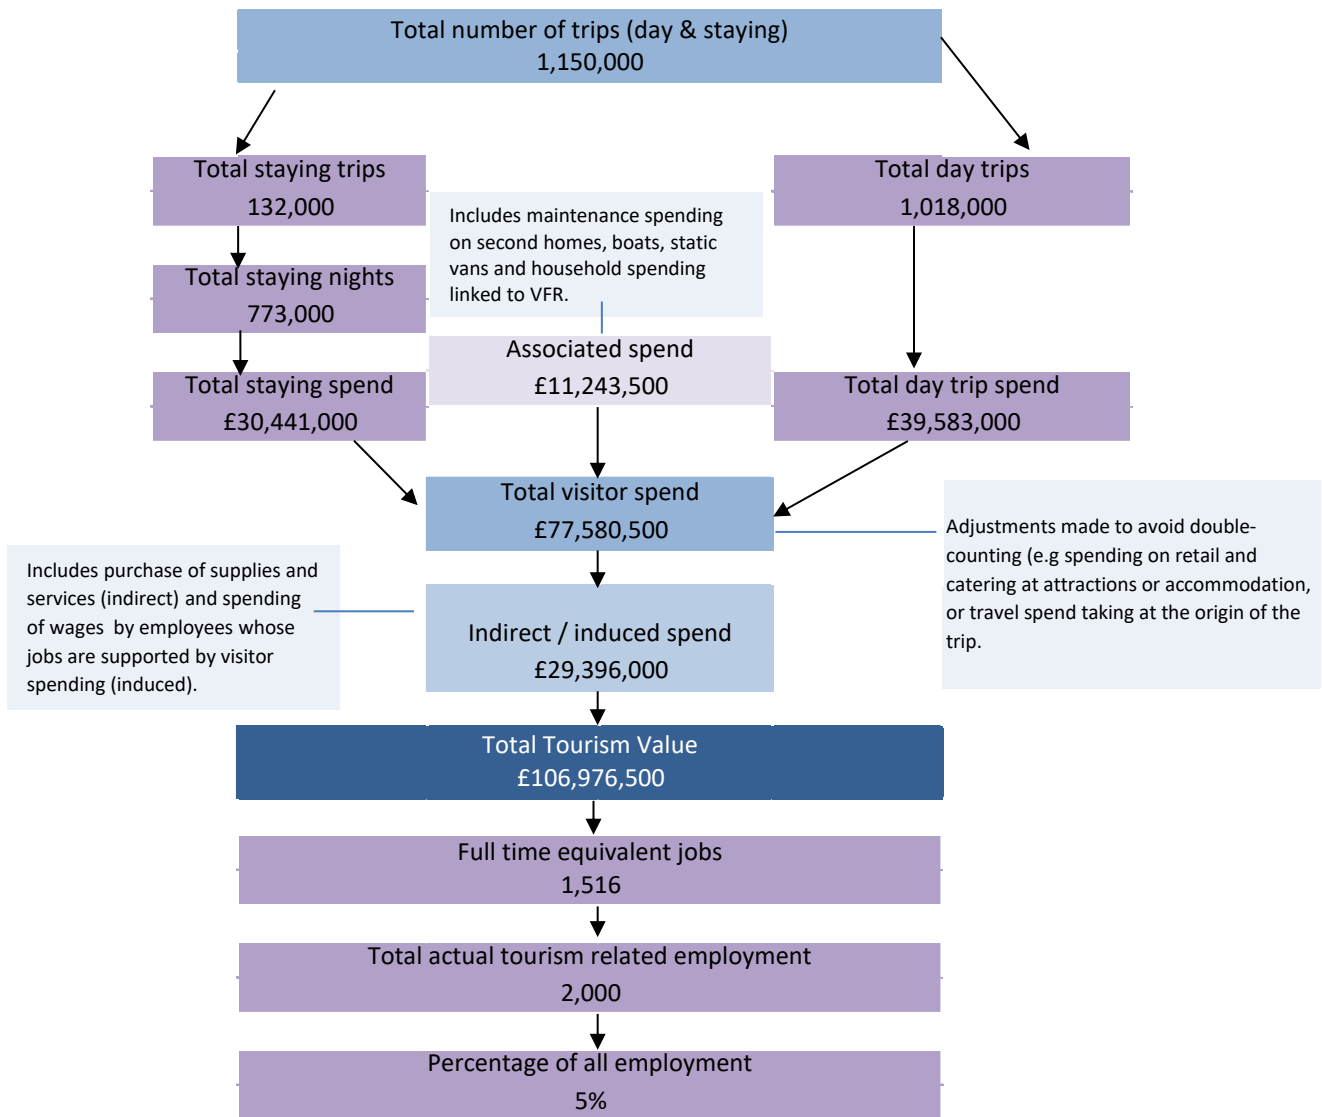 Total number of trips (day & staying)
1,150,000
Total staying trips
132,000
Total day trips
1,018,000
Includes maintenance spending
on second homes, boats, static
vans and household spending
linked to VFR.
Total staying nights
773,000
Associated spend
£11,243,500
Total staying spend
£30,441,000
Total day trip spend
£39,583,000
Total visitor spend
£77,580,500
Adjustments made to avoid double-
counting (e.g spending on retail and
catering at attractions or accommodation,
or travel spend taking at the origin of the
trip.
Includes purchase of supplies and
services (indirect) and spending
of wages by employees whose
jobs are supported by visitor
spending (induced).
Indirect / induced spend
£29,396,000
Total Tourism Value
£106,976,500
Full time equivalent jobs
1,516
Total actual tourism related employment
2,000
Percentage of all employment
5%